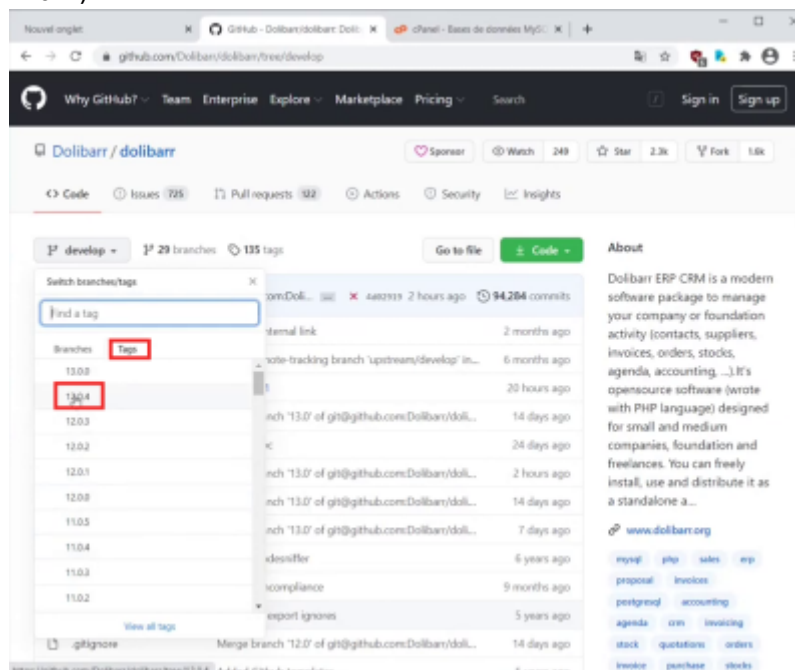 Nouvel onglet
GitHub - Dolibarr/dolibarr: Dolib
cPanel - Bases de données MySQ
github.com/Dolibarr/dolibarr/tree/develop
Why GitHub?
Team
Enterprise
Explore
Marketplace
Pricing
Search
/
Sign in
Sign up
Dolibarr / dolibarr
Sponsor
Watch 249
Star 2.3k
Fork 1.6k
Code
Issues 725
Pull requests 122
Actions
Security
Insights
develop
29 branches
135 tags
Go to file
Code
Switch branches/tags
Find a tag
Branches
Tags
13.0.0
12.0.4
12.0.3
12.0.2
12.0.1
12.0.0
11.0.5
11.0.4
11.0.3
11.0.2
View all tags
om:Doli...
2 hours ago
94,204 commits
ternal link
2 months ago
note-tracking branch 'upstream/develop' in...
6 months ago
20 hours ago
nch '13.0' of git@github.com:Dolibarr/doli...
14 days ago
24 days ago
nch '13.0' of git@github.com:Dolibarr/doli...
2 hours ago
nch '13.0' of git@github.com:Dolibarr/doli...
14 days ago
nch '13.0' of git@github.com:Dolibarr/doli...
7 days ago
desniffer
6 years ago
compliance
9 months ago
export ignores
5 years ago
.gitignore
Merge branch '12.0' of git@github.com:Dolibarr/doli...
14 days ago
About
Dolibarr ERP CRM is a modern
software package to manage
your company or foundation
activity (contacts, suppliers,
invoices, orders, stocks,
agenda, accounting, ...).It's
opensource software (wrote
with PHP language) designed
for small and medium
companies, foundation and
freelances. You can freely
install, use and distribute it as
a standalone a...
www.dolibarr.org
mysql php sales erp
proposal invoices
postgresql accounting
agenda crm invoicing
stock quotations orders
invoice purchase stocks